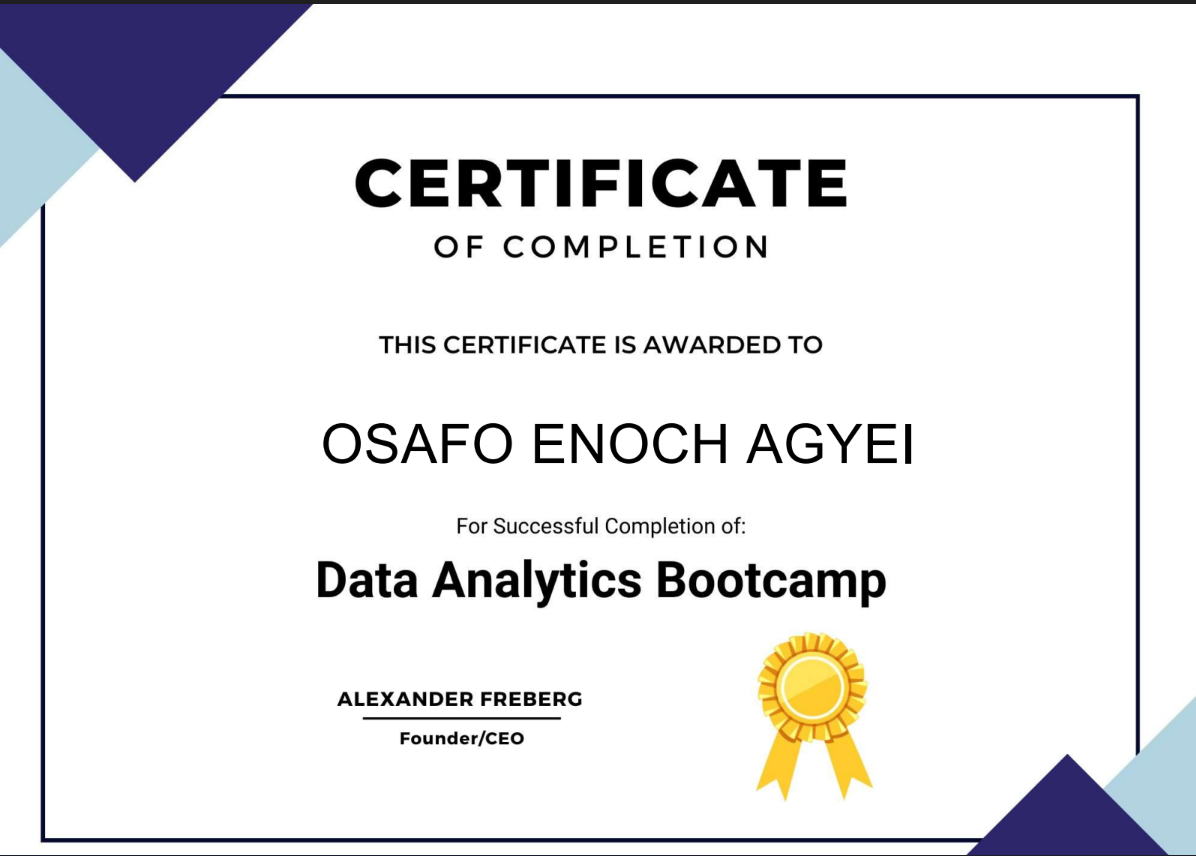 CERTIFICATE
OF COMPLETION
THIS CERTIFICATE IS AWARDED TO
OSAFO ENOCH AGYEI
For Successful Completion of:
Data Analytics Bootcamp
ALEXANDER FREBERG
Founder/CEO